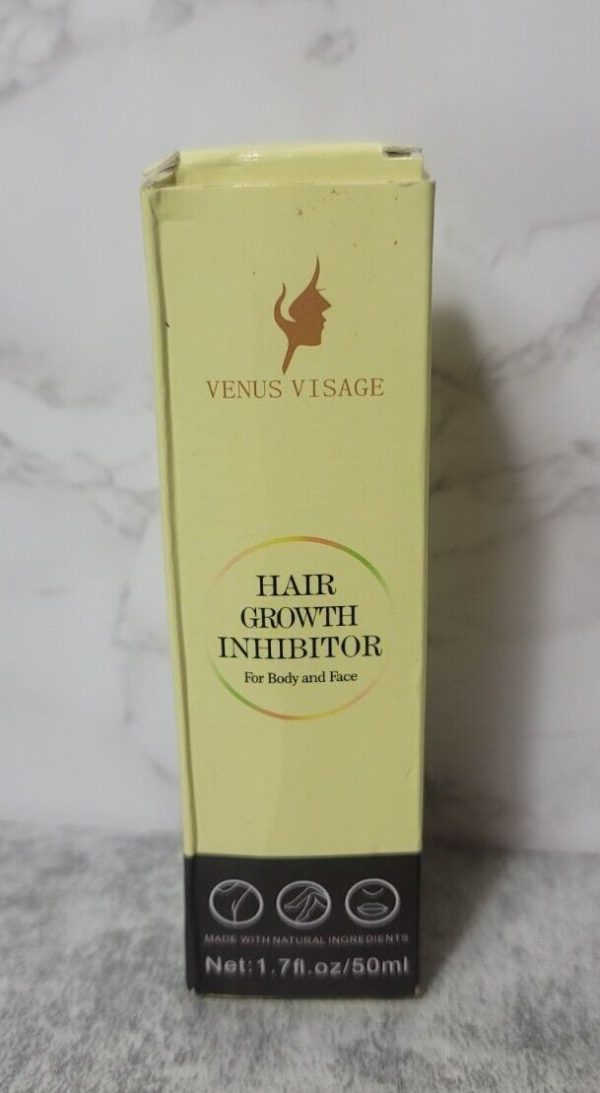 VENUS VISAGE
HAIR
GROWTH
INHIBITOR
For Body and Face
MADE WITH NATURAL INGREDIENTS
Net:1.7fl.oz/50ml